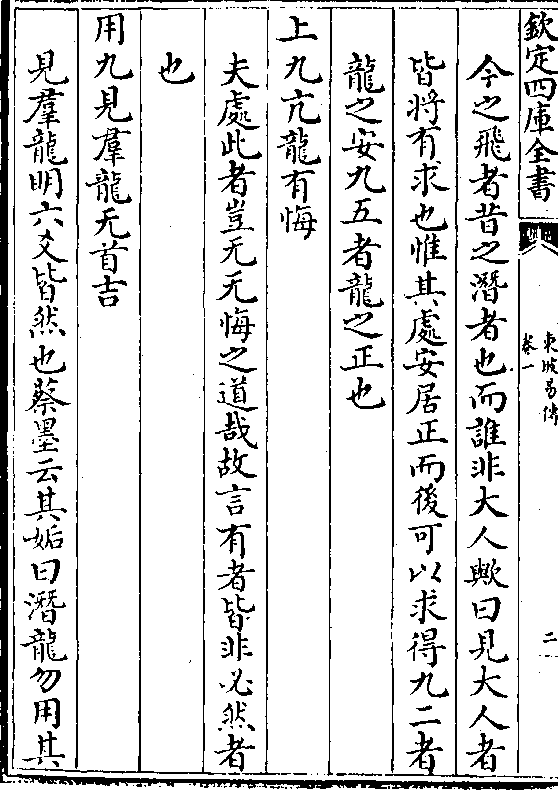 欽定四庫全書
東坡易傳
卷一
二
今之飛者昔之潛者也而誰非大人歟曰見大人者
皆將有求也惟其處安居正而後可以求得九二者
龍之安九五者龍之正也
上九亢龍有悔
夫處此者豈无无悔之道哉故言有者皆非必然者
也
用九見羣龍无首吉
見羣龍明六爻皆然也蔡墨云其姤曰潛龍勿用其